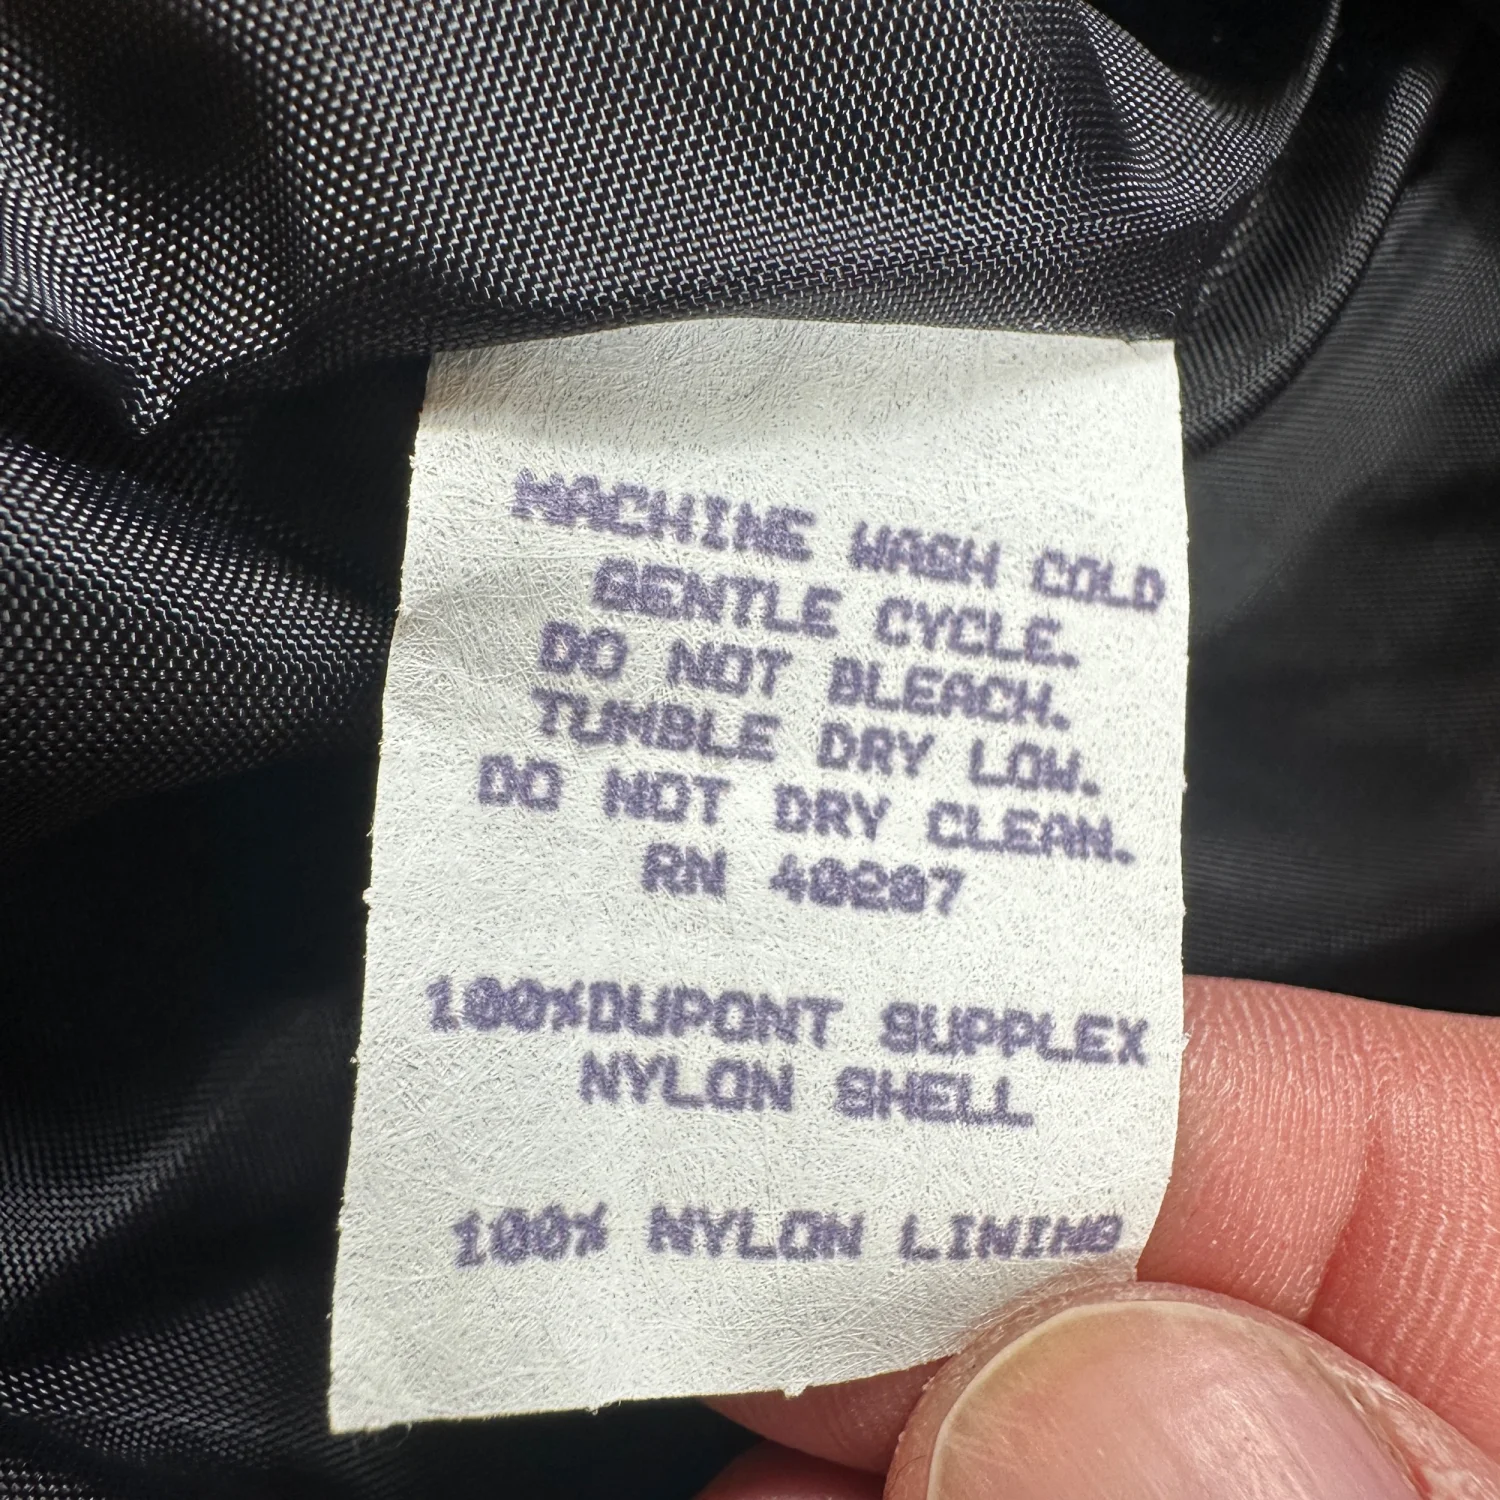 MACHINE WASH COLD
GENTLE CYCLE.
DO NOT BLEACH.
TUMBLE DRY LOW.
DO NOT DRY CLEAN.
RN 40207
100%DUPONT SUPPLEX
NYLON SHELL
100% NYLON LINING